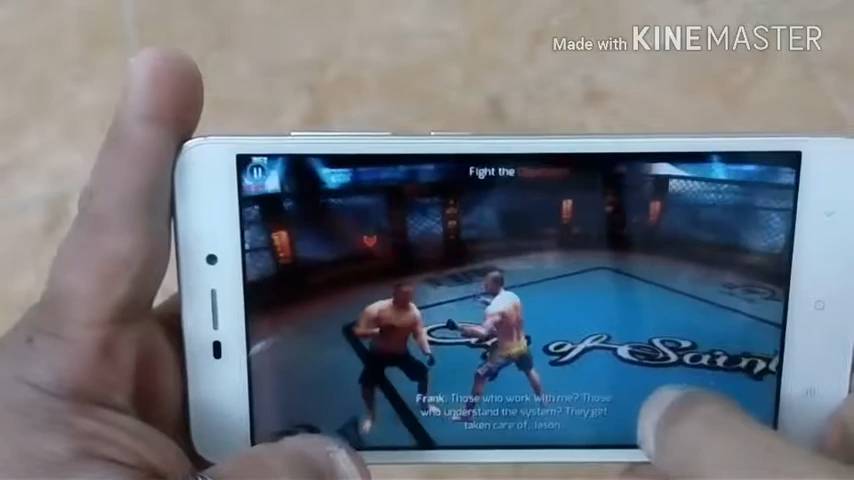 Made with KINEMASTER
Fight the
of Saint
Frank: Those who work with me? Those
who understand the system? They get
taken care of, Jason.